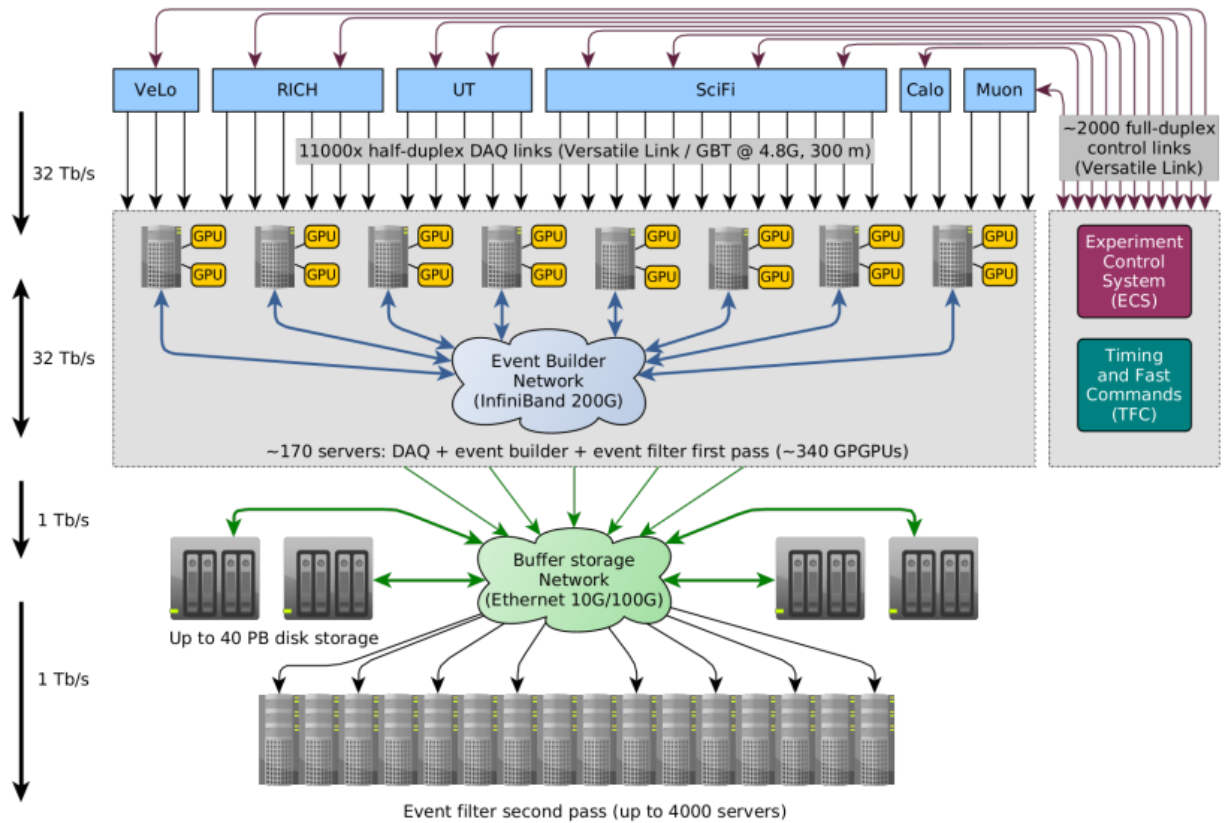 VeLo
RICH
UT
SciFi
Calo
Muon
11000x half-duplex DAQ links (Versatile Link / GBT @ 4.8G, 300 m)
~2000 full-duplex
control links
(Versatile Link)
32 Tb/s
GPU GPU GPU GPU GPU GPU GPU GPU
GPU GPU GPU GPU GPU GPU GPU GPU
Experiment
Control
System
(ECS)
32 Tb/s
Event Builder
Network
(InfiniBand 200G)
Timing
and Fast
Commands
(TFC)
~170 servers: DAQ + event builder + event filter first pass (~340 GPGPUs)
1 Tb/s
Buffer storage
Network
(Ethernet 10G/100G)
Up to 40 PB disk storage
1 Tb/s
Event filter second pass (up to 4000 servers)